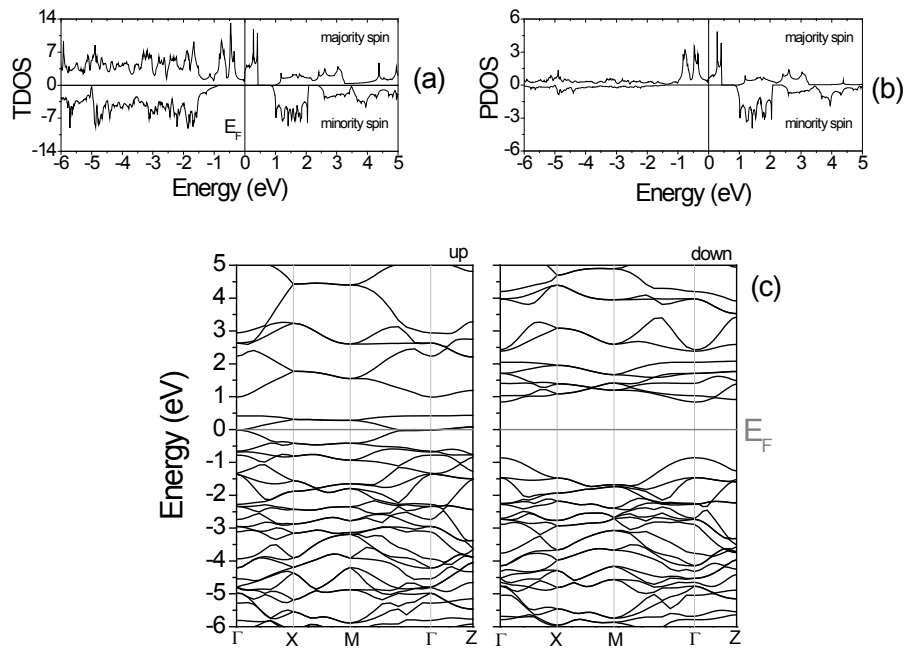 14
7
0
-7
-14
TDOS
majority spin
minority spin
E_F
(a)
-6 -5 -4 -3 -2 -1 0 1 2 3 4 5
Energy (eV)
6
3
0
-3
-6
PDOS
majority spin
minority spin
(b)
-6 -5 -4 -3 -2 -1 0 1 2 3 4 5
Energy (eV)
up
down
(c)
5
4
3
2
1
0
-1
-2
-3
-4
-5
-6
Energy (eV)
E_F
Γ X M Γ Z
Γ X M Γ Z